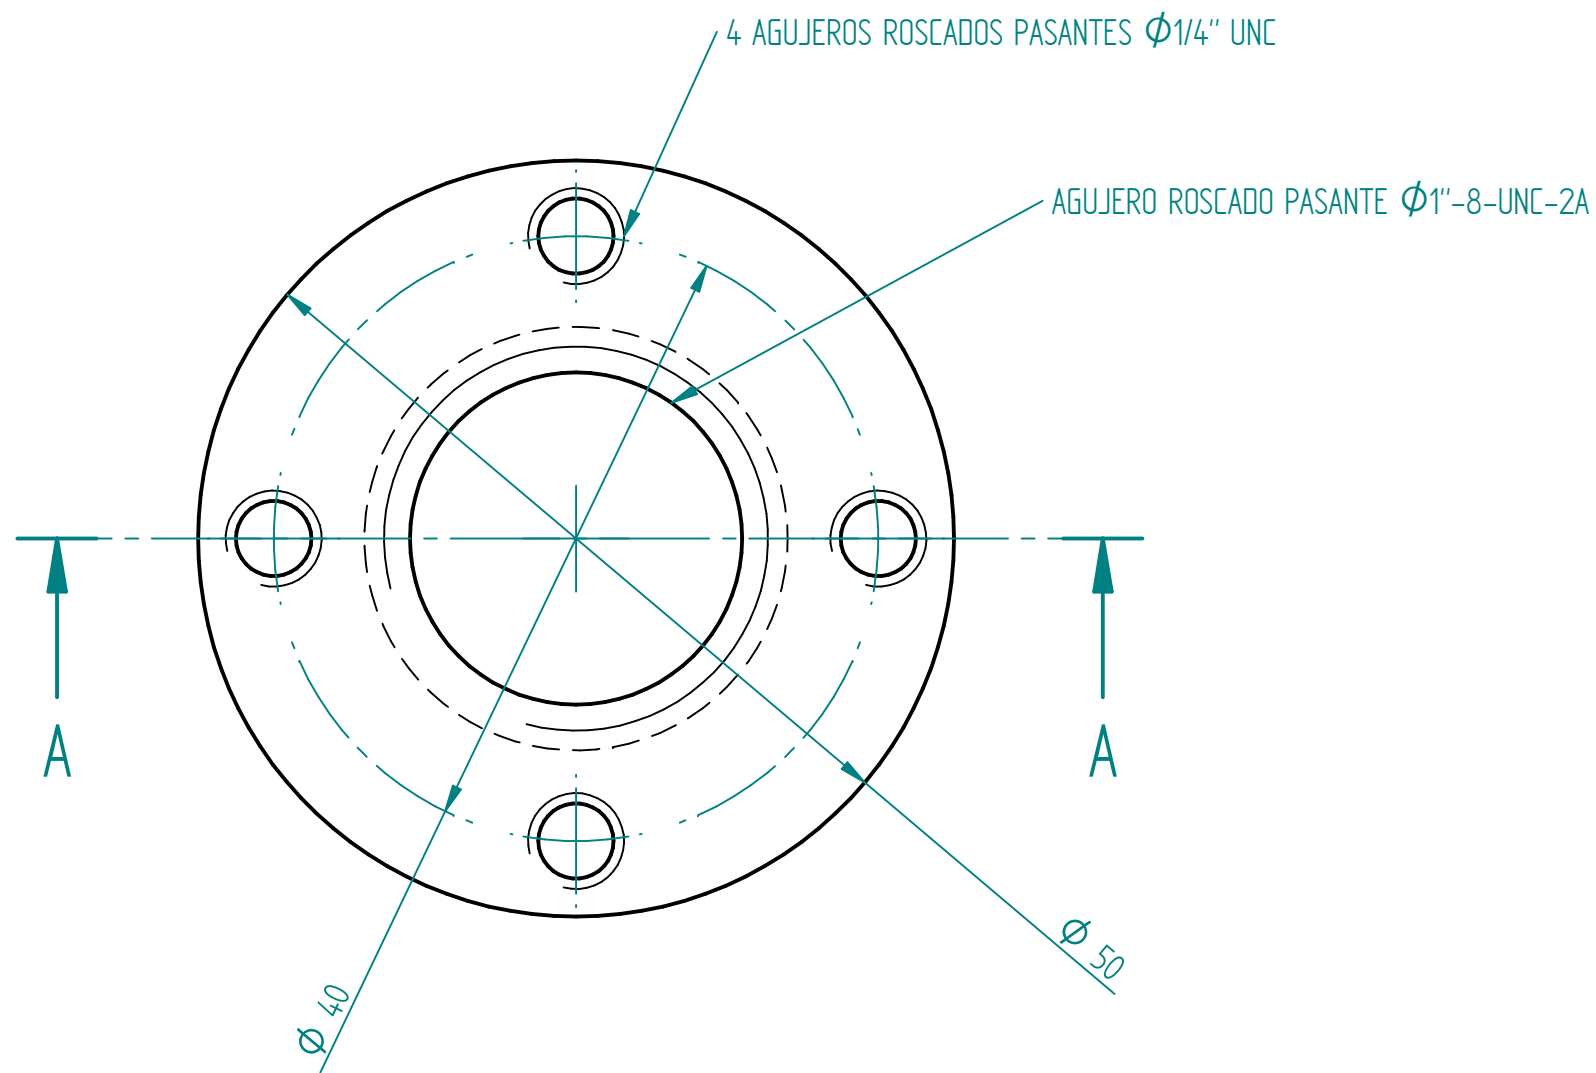 4 AGUJEROS ROSCADOS PASANTES Ø1/4" UNC
AGUJERO ROSCADO PASANTE Ø1"-8-UNC-2A
A
A
Ø 50
Ø 40